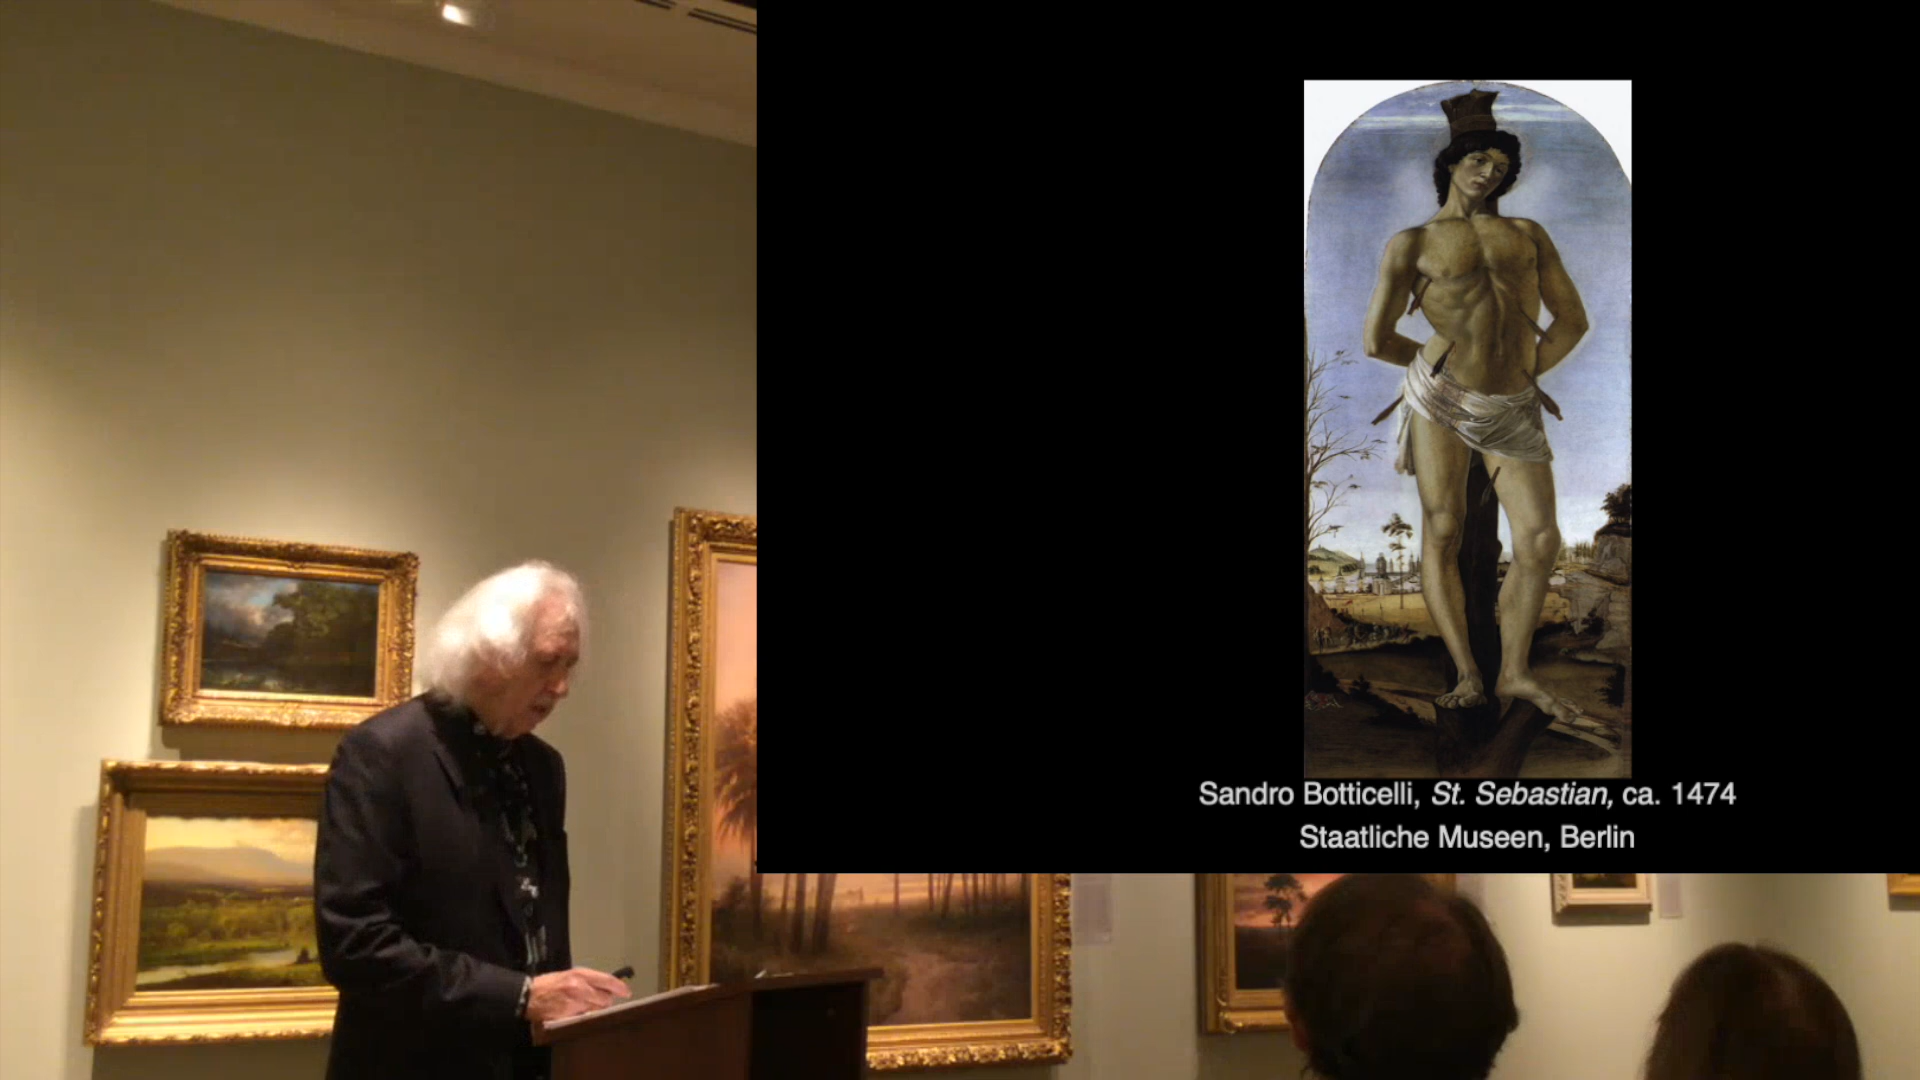 Sandro Botticelli, St. Sebastian, ca. 1474
Staatliche Museen, Berlin